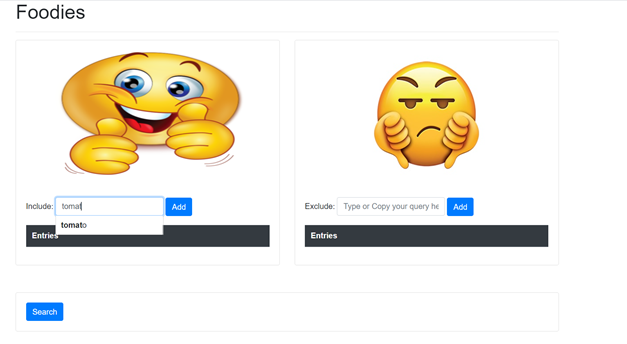 Foodies
Include: tomat Add
tomato
Entries
Exclude: Type or Copy your query he Add
Entries
Search